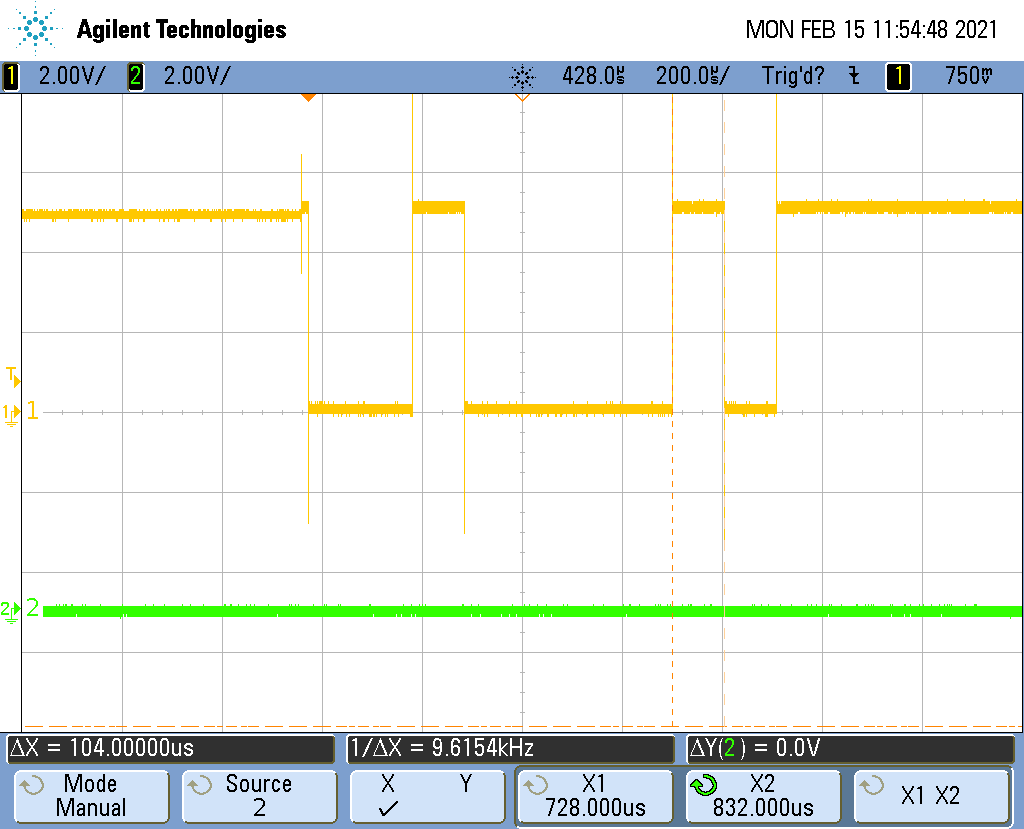 Agilent Technologies
MON FEB 15 11:54:48 2021
1 2.00V/ 2 2.00V/ 428.0µs 200.0µs/ Trig'd? 1 750mV
T
1 1
2 2
ΔX = 104.00000us 1/ΔX = 9.6154kHz ΔY(2) = 0.0V
Mode Source X Y X1 X2 X1 X2
Manual 2 ✓ 728.000us 832.000us